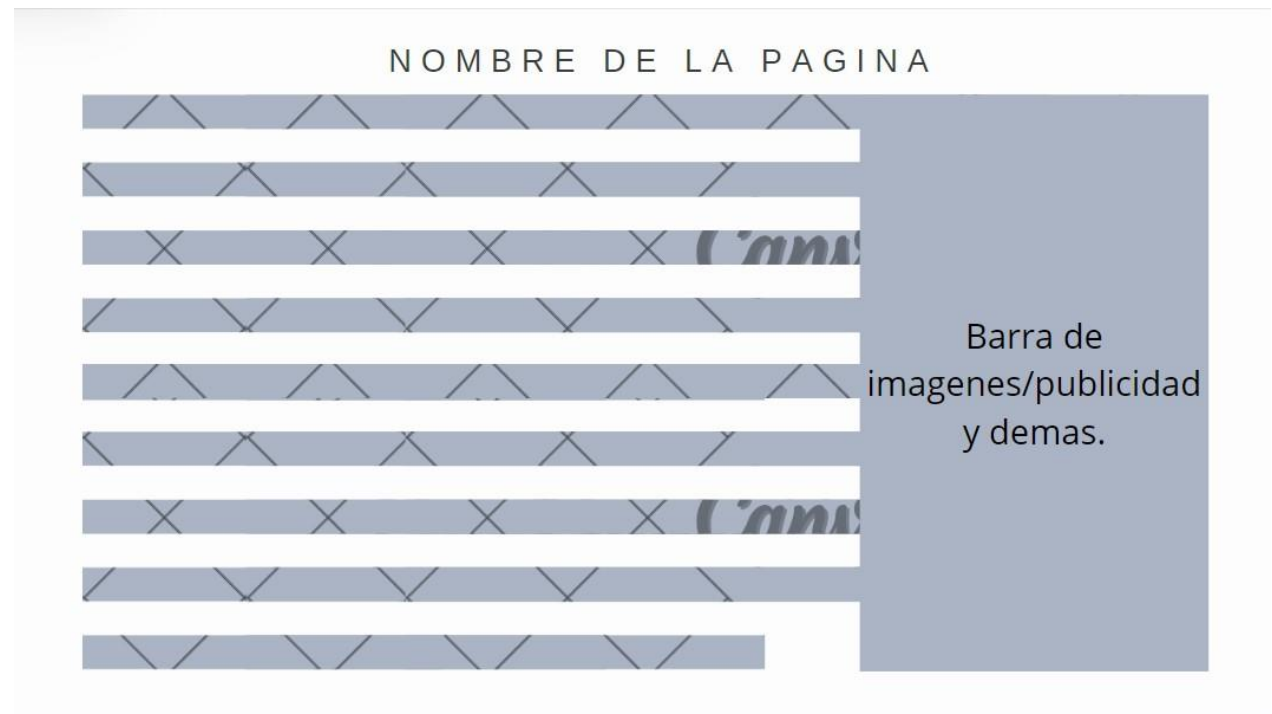 NOMBRE DE LA PAGINA
Barra de
imagenes/publicidad
y demas.